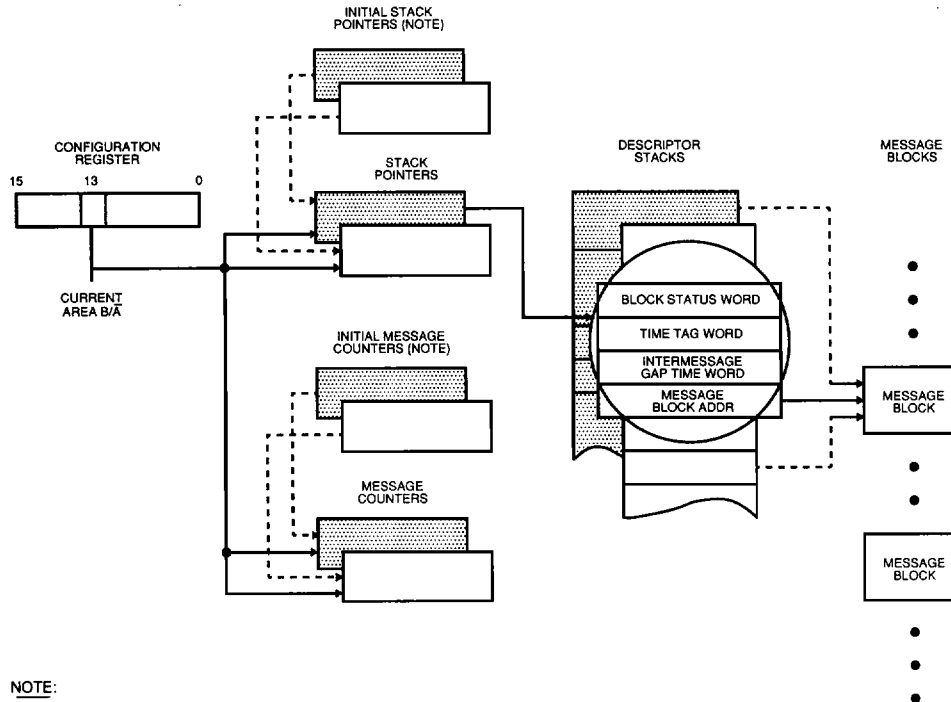 INITIAL STACK
POINTERS (NOTE)
CONFIGURATION
REGISTER
15 13 0
CURRENT
AREA B/A̅
STACK
POINTERS
INITIAL MESSAGE
COUNTERS (NOTE)
MESSAGE
COUNTERS
DESCRIPTOR
STACKS
BLOCK STATUS WORD
TIME TAG WORD
INTERMESSAGE
GAP TIME WORD
MESSAGE
BLOCK ADDR
MESSAGE
BLOCKS
MESSAGE
BLOCK
MESSAGE
BLOCK
NOTE: